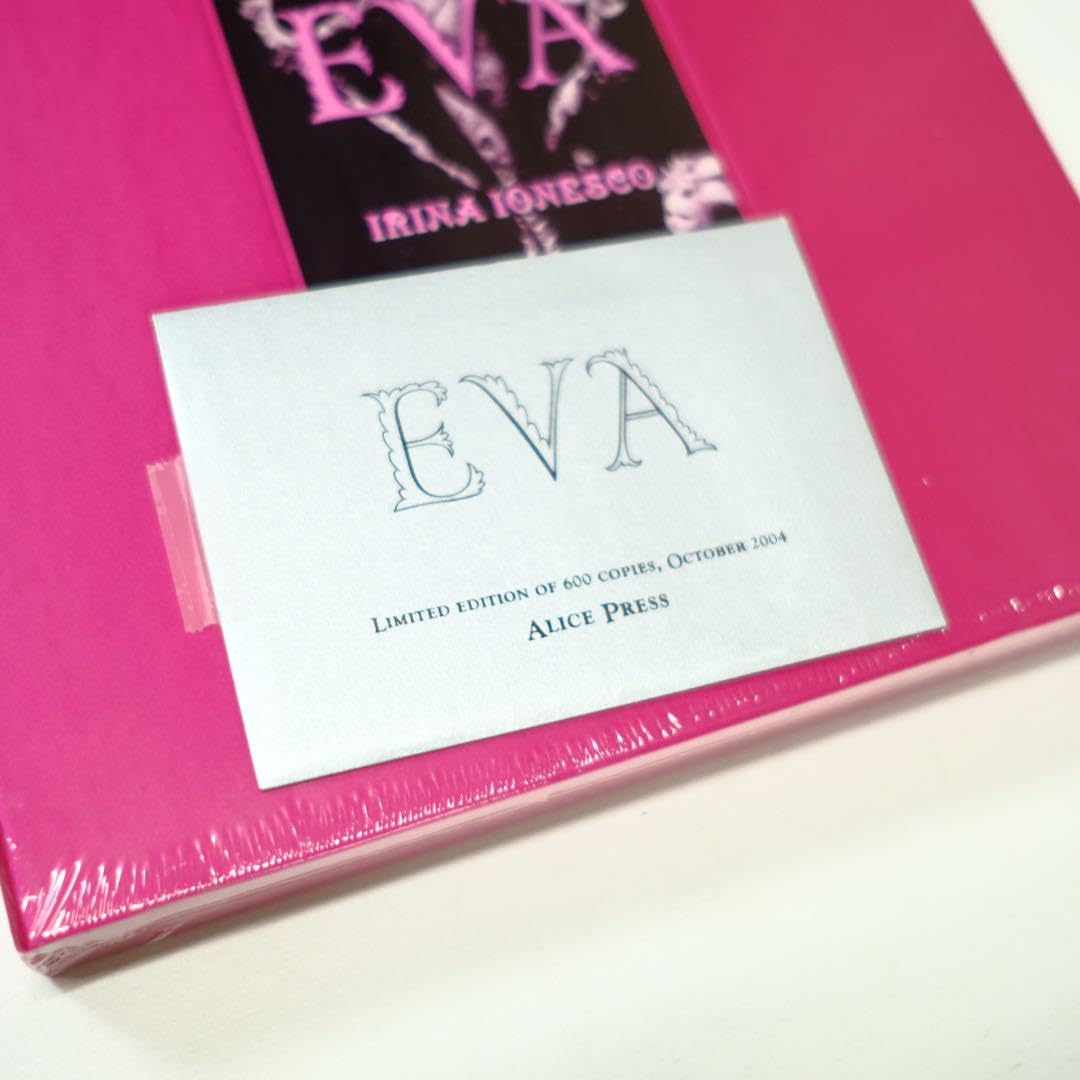 EVA
IRINA IONESCO
EVA
LIMITED EDITION OF 600 COPIES, OCTOBER 2004
ALICE PRESS